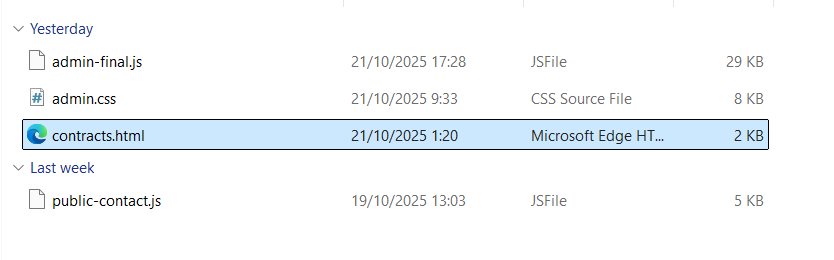 Yesterday
admin-final.js 21/10/2025 17:28 JSFile 29 KB
admin.css 21/10/2025 9:33 CSS Source File 8 KB
contracts.html 21/10/2025 1:20 Microsoft Edge HT... 2 KB
Last week
public-contact.js 19/10/2025 13:03 JSFile 5 KB